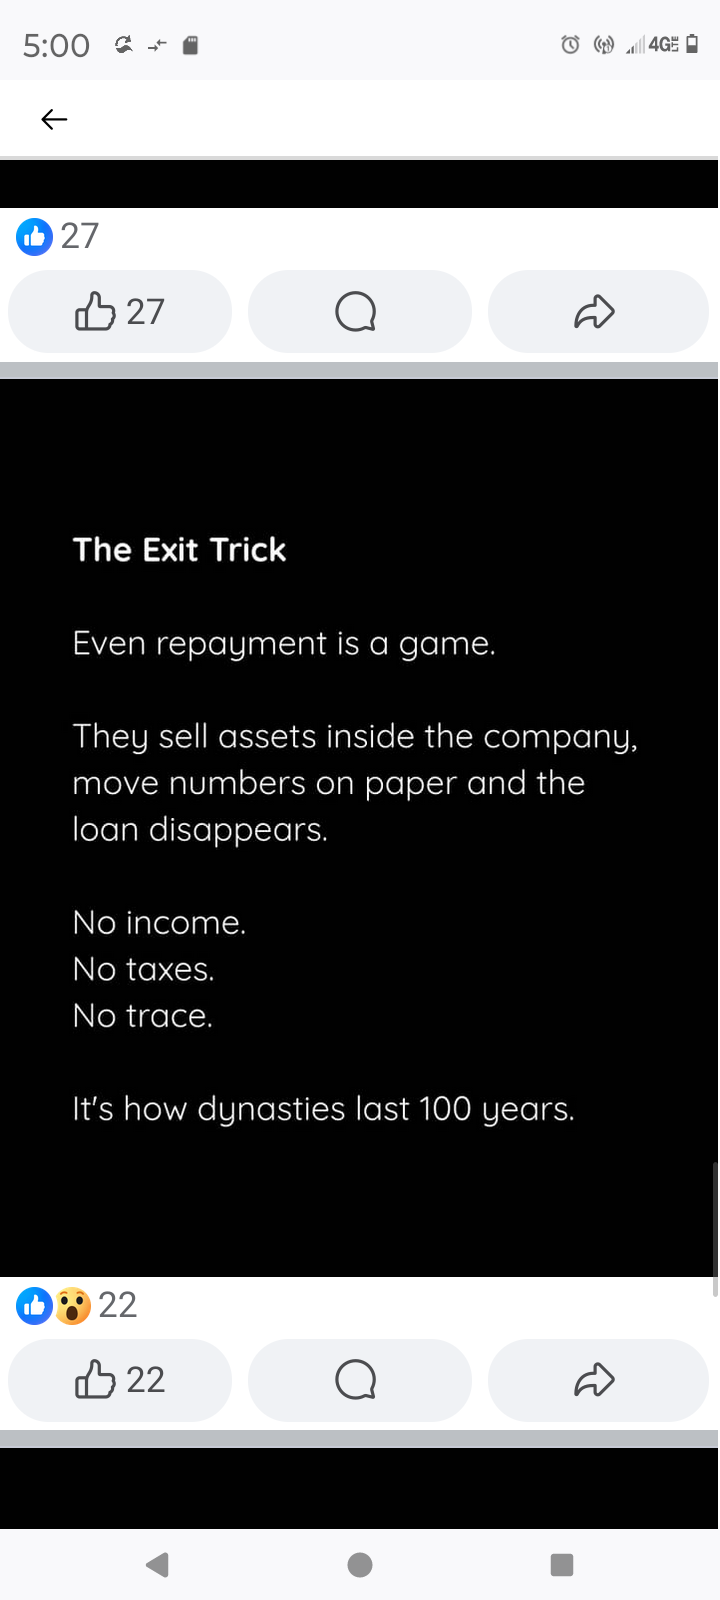 5:00
4G LTE
27
27
The Exit Trick
Even repayment is a game.
They sell assets inside the company,
move numbers on paper and the
loan disappears.
No income.
No taxes.
No trace.
It's how dynasties last 100 years.
22
22